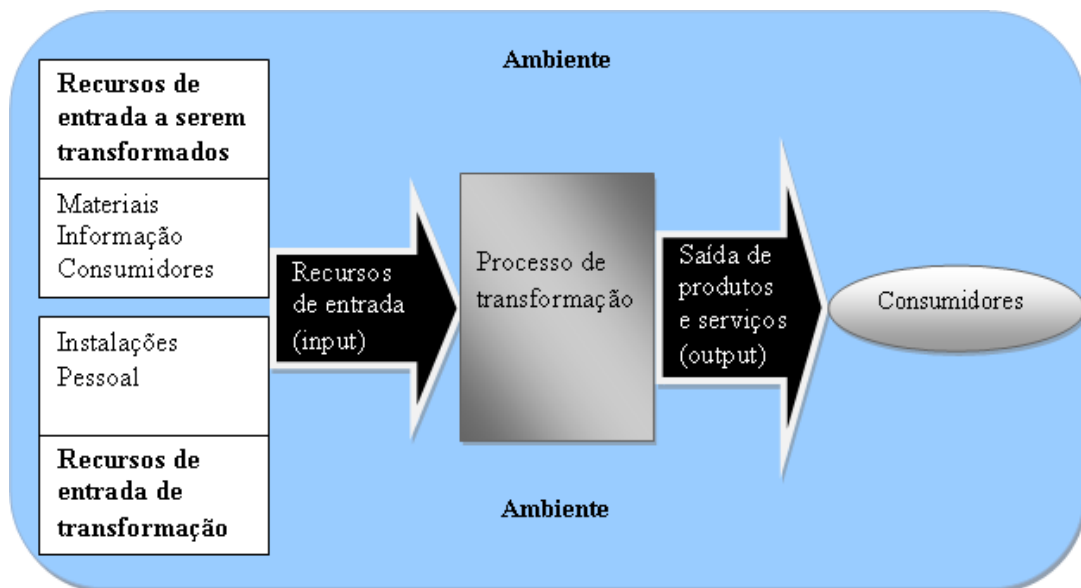 Ambiente
Recursos de
entrada a serem
transformados
Materiais
Informação
Consumidores
Instalações
Pessoal
Recursos de
entrada de
transformação
Recursos
de entrada
(input)
Processo de
transformação
Saída de
produtos
e serviços
(output)
Consumidores
Ambiente